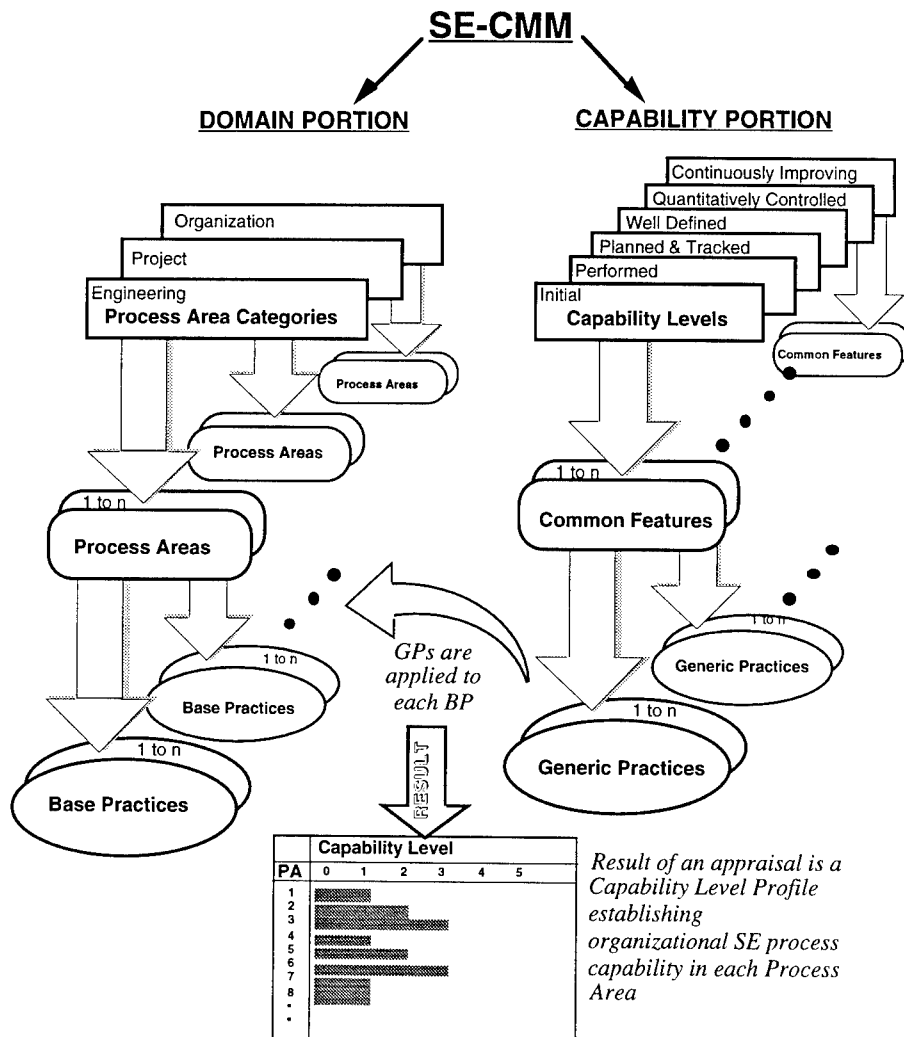 SE-CMM
DOMAIN PORTION
CAPABILITY PORTION
Organization
Project
Engineering
Process Area Categories
Process Areas
Process Areas
1 to n
Process Areas
1 to n
Base Practices
1 to n
Base Practices
Continuously Improving
Quantitatively Controlled
Well Defined
Planned & Tracked
Performed
Initial
Capability Levels
Common Features
1 to n
Common Features
1 to n
Generic Practices
1 to n
Generic Practices
GPs are
applied to
each BP
RESULT
Capability Level
PA 0 1 2 3 4 5
1
2
3
4
5
6
7
8
Result of an appraisal is a
Capability Level Profile
establishing
organizational SE process
capability in each Process
Area